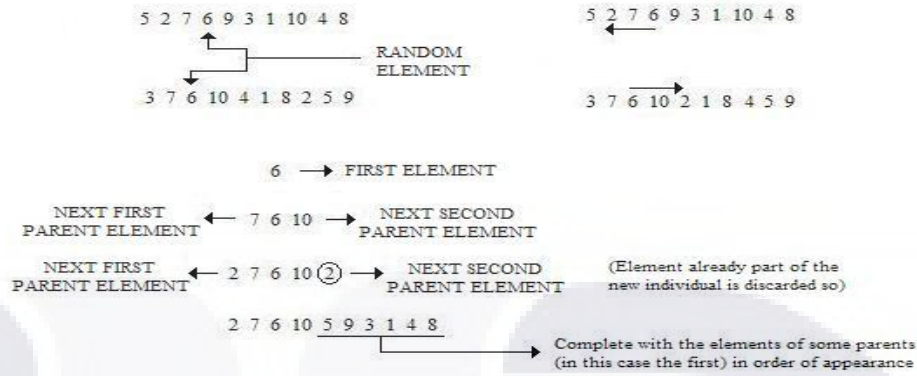 5 2 7 6 9 3 1 10 4 8
5 2 7 6 9 3 1 10 4 8
RANDOM
ELEMENT
3 7 6 10 4 1 8 2 5 9
3 7 6 10 2 1 8 4 5 9
6 FIRST ELEMENT
NEXT FIRST
PARENT ELEMENT
7 6 10
NEXT SECOND
PARENT ELEMENT
NEXT FIRST
PARENT ELEMENT
2 7 6 10 2
NEXT SECOND
PARENT ELEMENT
(Element already part of the
new individual is discarded so)
2 7 6 10 5 9 3 1 4 8
Complete with the elements of some parents
(in this case the first) in order of appearance